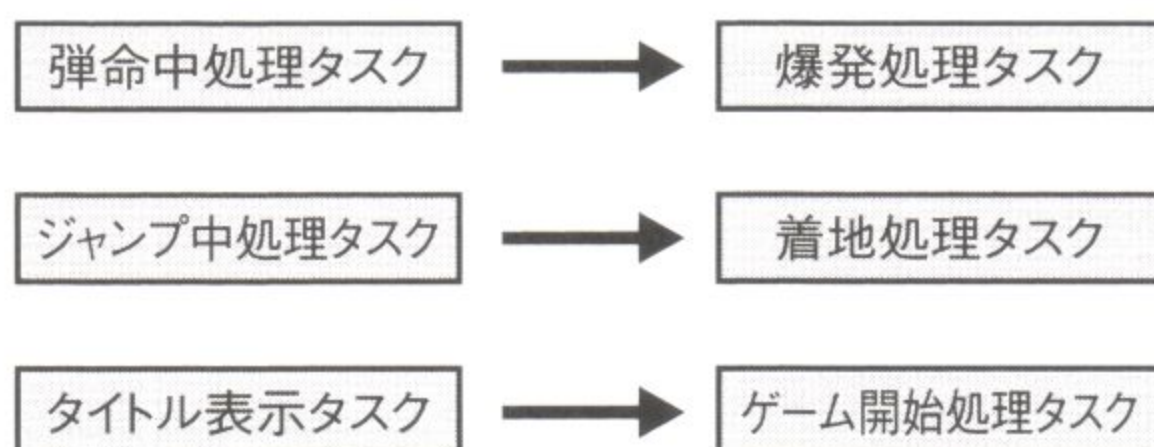 弾命中処理タスク
爆発処理タスク
ジャンプ中処理タスク
着地処理タスク
タイトル表示タスク
ゲーム開始処理タスク